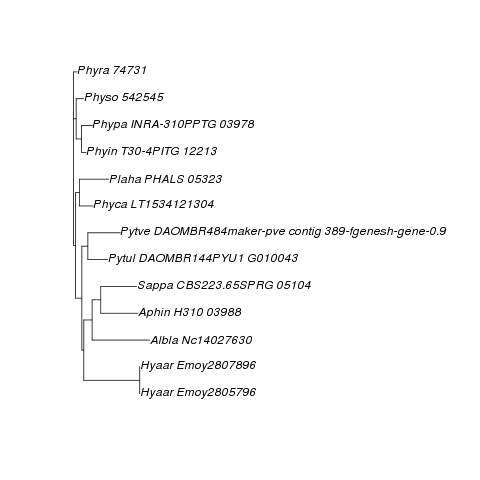 Phyra 74731
Physo 542545
Phypa INRA-310PPTG 03978
Phyin T30-4PITG 12213
Plaha PHALS 05323
Phyca LT1534121304
Pytve DAOMBR484maker-pve contig 389-fgenesh-gene-0.9
Pytul DAOMBR144PYU1 G010043
Sappa CBS223.65SPRG 05104
Aphin H310 03988
Albla Nc14027630
Hyaar Emoy2807896
Hyaar Emoy2805796